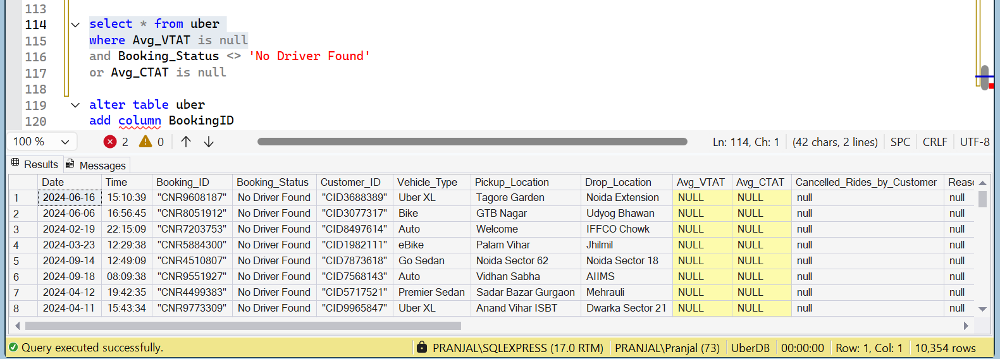 113
114 select * from uber
115 where Avg_VTAT is null
116 and Booking_Status <> 'No Driver Found'
117 or Avg_CTAT is null
118
119 alter table uber
120 add column BookingID
100 % 2 0 Ln: 114, Ch: 1 (42 chars, 2 lines) SPC CRLF UTF-8
Results Messages
Date Time Booking_ID Booking_Status Customer_ID Vehicle_Type Pickup_Location Drop_Location Avg_VTAT Avg_CTAT Cancelled_Rides_by_Customer Reaso
1 2024-06-16 15:10:39 "CNR9608187" No Driver Found "CID3688389" Uber XL Tagore Garden Noida Extension NULL NULL null null
2 2024-06-06 16:56:45 "CNR8051912" No Driver Found "CID3077317" Bike GTB Nagar Udyog Bhawan NULL NULL null null
3 2024-02-19 22:15:09 "CNR7203753" No Driver Found "CID8497614" Auto Welcome IFFCO Chowk NULL NULL null null
4 2024-03-23 12:29:38 "CNR5884300" No Driver Found "CID1982111" eBike Palam Vihar Jhilmil NULL NULL null null
5 2024-09-14 12:49:09 "CNR4510807" No Driver Found "CID7873618" Go Sedan Noida Sector 62 Noida Sector 18 NULL NULL null null
6 2024-09-18 08:09:38 "CNR9551927" No Driver Found "CID7568143" Auto Vidhan Sabha AIIMS NULL NULL null null
7 2024-04-12 19:42:35 "CNR4499383" No Driver Found "CID5717521" Premier Sedan Sadar Bazar Gurgaon Mehrauli NULL NULL null null
8 2024-04-11 15:43:34 "CNR9773309" No Driver Found "CID9965847" Uber XL Anand Vihar ISBT Dwarka Sector 21 NULL NULL null null
Query executed successfully. PRANJAL\SQLEXPRESS (17.0 RTM) PRANJAL\Pranjal (73) UberDB 00:00:00 Row: 1, Col: 1 10,354 rows